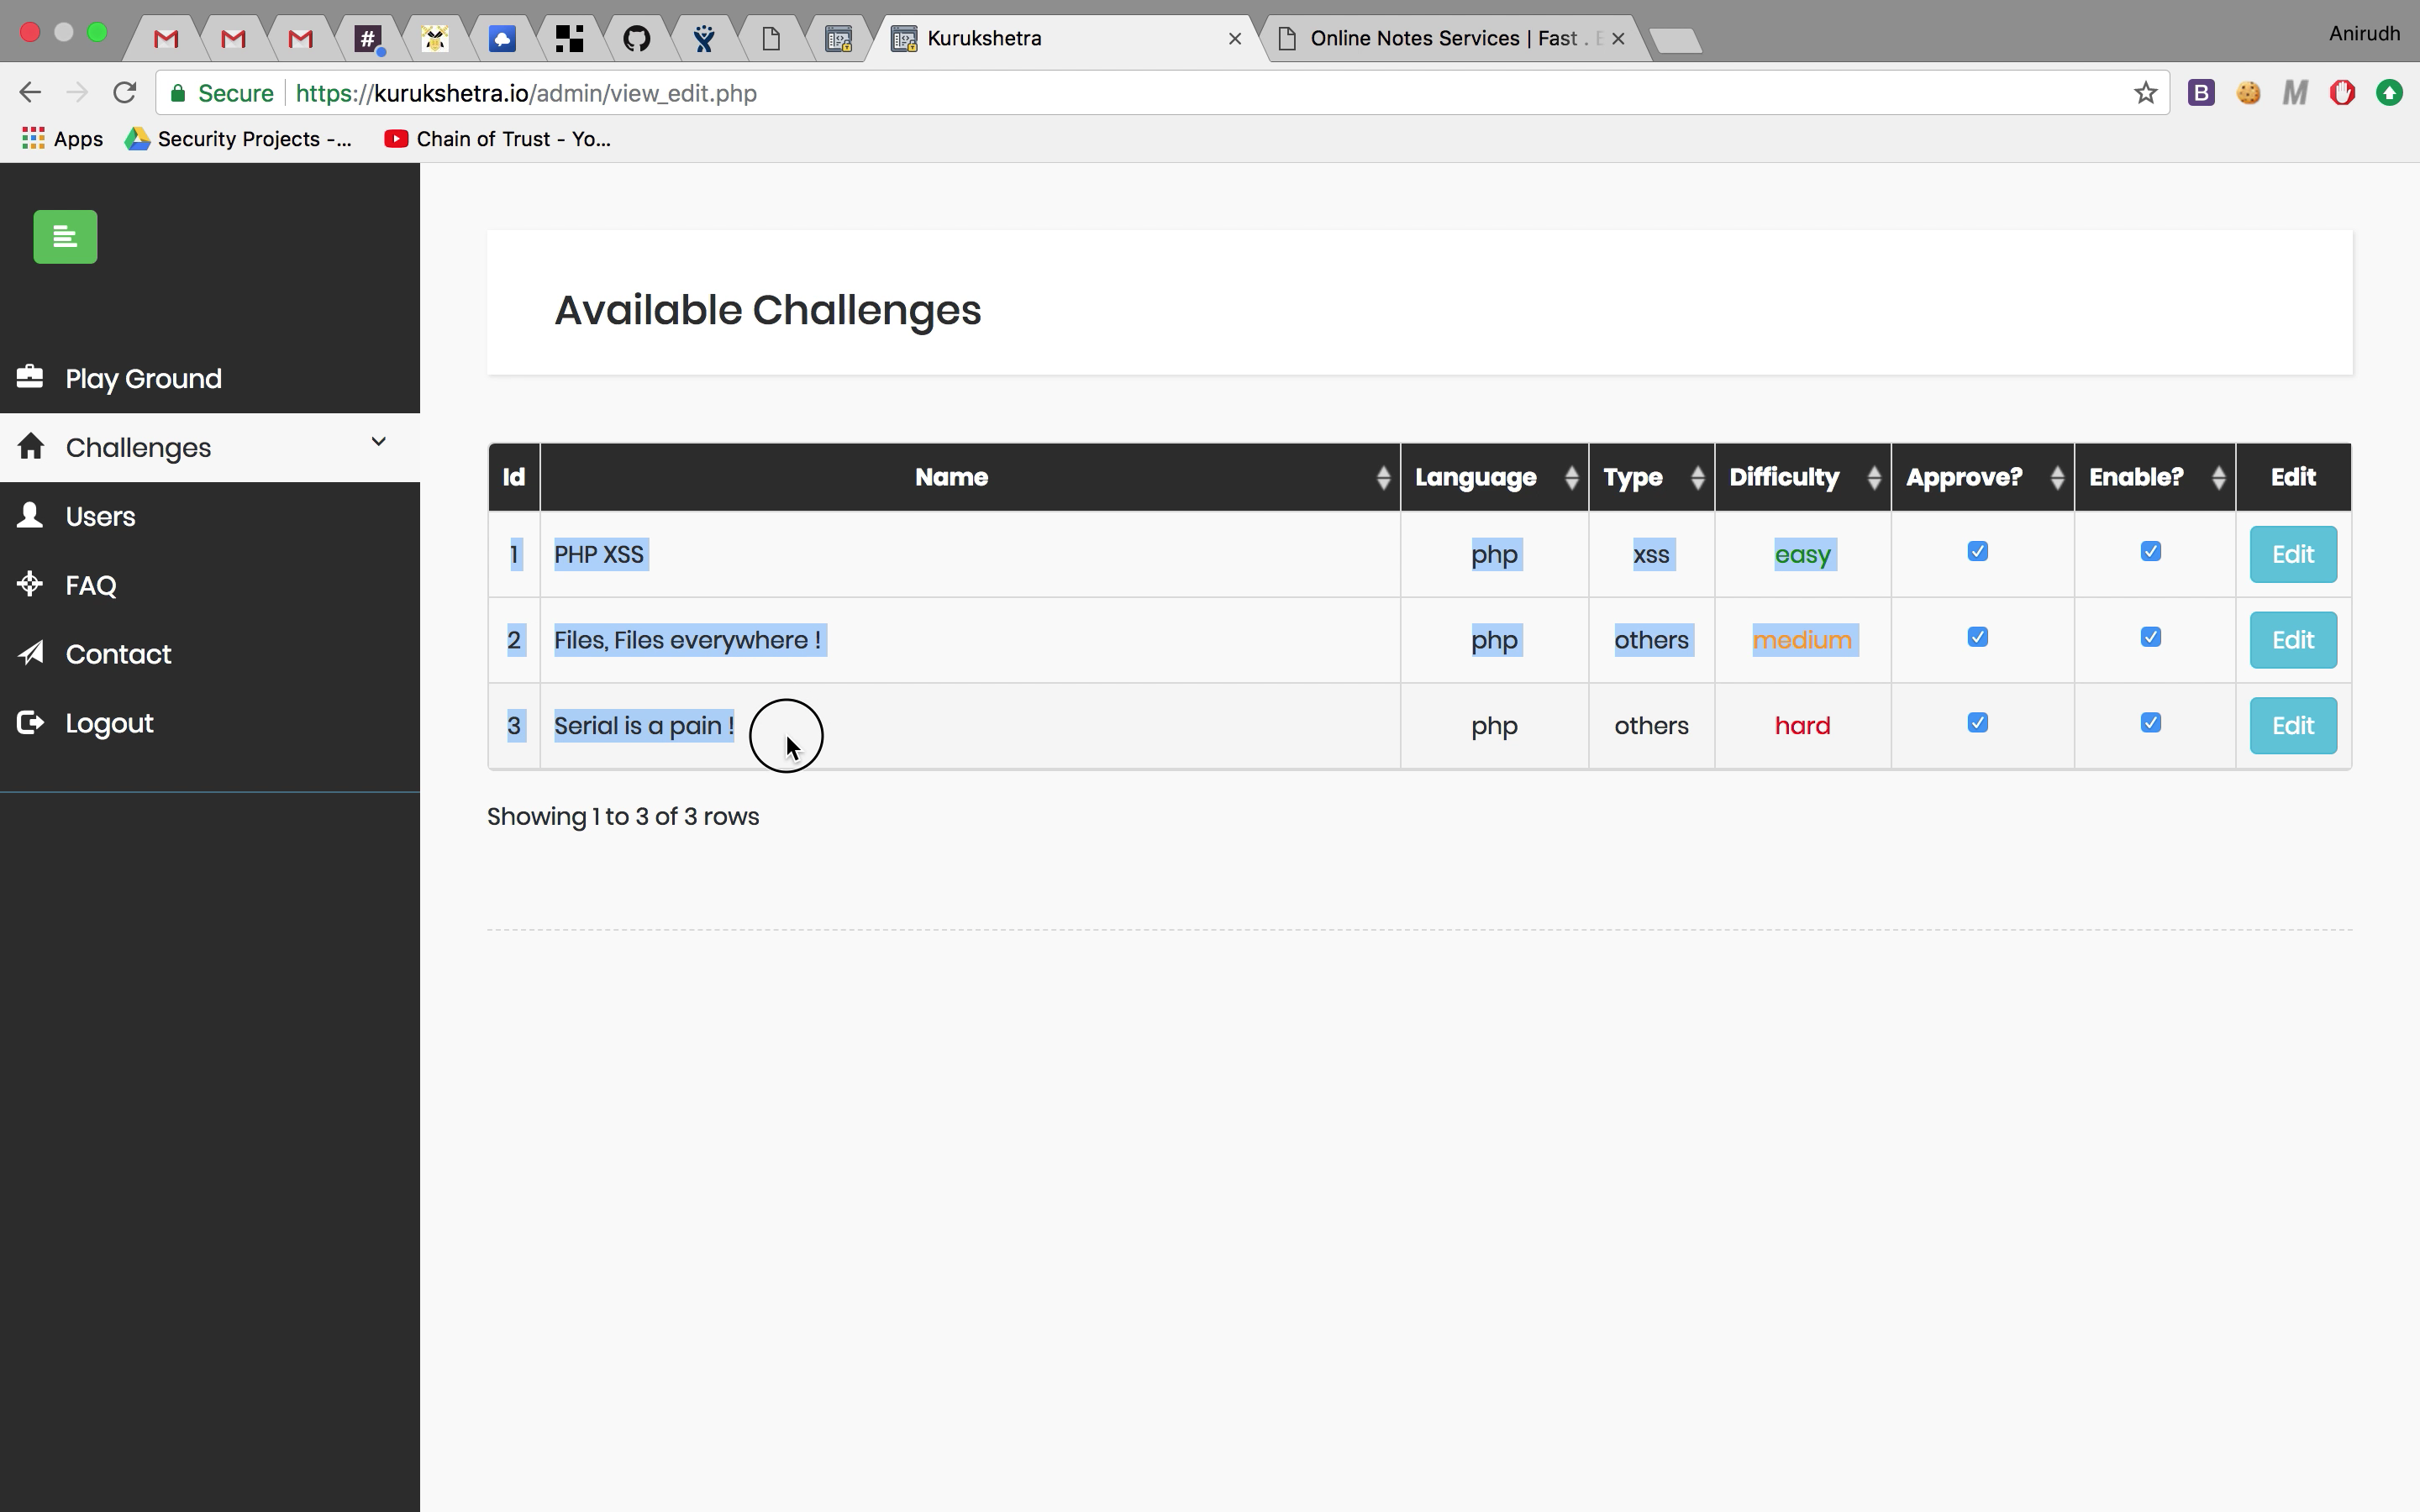 Kurukshetra
Online Notes Services | Fast .
Anirudh
Secure https://kurukshetra.io/admin/view_edit.php
Apps Security Projects -... Chain of Trust - Yo...
Play Ground
Challenges
Users
FAQ
Contact
Logout
Available Challenges
Id Name Language Type Difficulty Approve? Enable? Edit
1 PHP XSS php xss easy Edit
2 Files, Files everywhere ! php others medium Edit
3 Serial is a pain ! php others hard Edit
Showing 1 to 3 of 3 rows